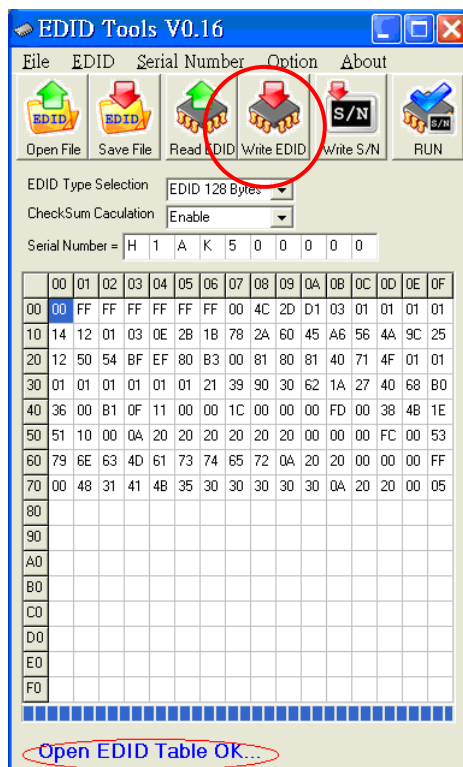 EDID Tools V0.16
File EDID Serial Number Option About
EDID EDID S/N S/N
Open File Save File Read EDID Write EDID Write S/N RUN
EDID Type Selection EDID 128 Bytes
CheckSum Caculation Enable
Serial Number = H 1 A K 5 0 0 0 0 0
00 01 02 03 04 05 06 07 08 09 0A 0B 0C 0D 0E 0F
00 00 FF FF FF FF FF FF 00 4C 2D D1 03 01 01 01 01
10 14 12 01 03 0E 2B 1B 78 2A 60 45 A6 56 4A 9C 25
20 12 50 54 BF EF 80 B3 00 81 80 81 40 71 4F 01 01
30 01 01 01 01 01 01 21 39 90 30 62 1A 27 40 68 B0
40 36 00 B1 0F 11 00 00 1C 00 00 00 FD 00 38 4B 1E
50 51 10 00 0A 20 20 20 20 20 20 00 00 00 FC 00 53
60 79 6E 63 4D 61 73 74 65 72 0A 20 20 00 00 00 FF
70 00 48 31 41 4B 35 30 30 30 30 30 0A 20 20 00 05
80
90
A0
B0
C0
D0
E0
F0
Open EDID Table OK...